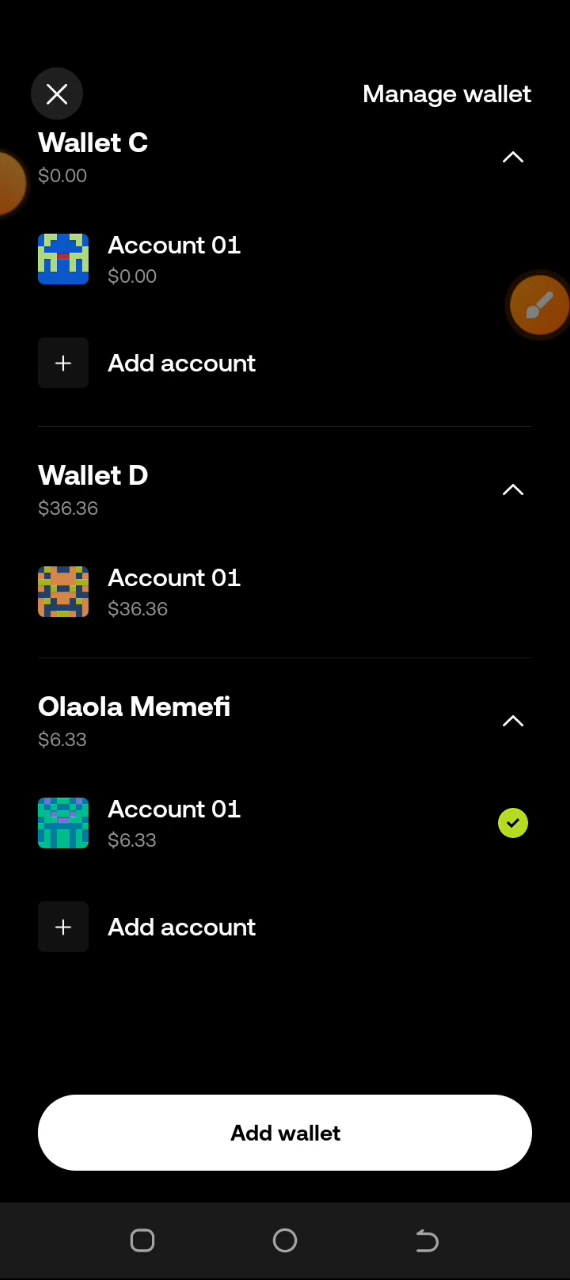 Manage wallet
Wallet C
$0.00
Account 01
$0.00
Add account
Wallet D
$36.36
Account 01
$36.36
Olaola Memefi
$6.33
Account 01
$6.33
Add account
Add wallet